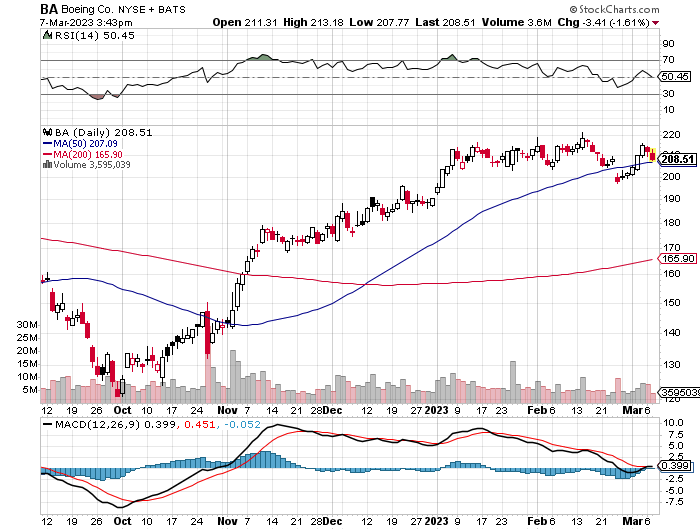 BA Boeing Co. NYSE + BATS
© StockCharts.com
7-Mar-2023 3:43pm
Open 211.31 High 213.18 Low 207.77 Last 208.51 Volume 3.6M Chg -3.41 (-1.61%)
RSI(14) 50.45
90
70
50.45
30
10
BA (Daily) 208.51
MA(50) 207.09
MA(200) 165.90
Volume 3,595,039
220
210
208.51
200
190
180
170
165.90
160
150
140
130
120
30M
25M
20M
15M
10M
5M
3595039
12 19 26 Oct 10 17 24 Nov 7 14 21 28 Dec 12 19 27 2023 9 17 23 Feb 6 13 21 Mar 6
MACD(12,26,9) 0.399, 0.451, -0.052
10.0
7.5
5.0
2.5
0.399
-2.5
-5.0
-7.5
12 19 26 Oct 10 17 24 Nov 7 14 21 28 Dec 12 19 27 2023 9 17 23 Feb 6 13 21 Mar 6